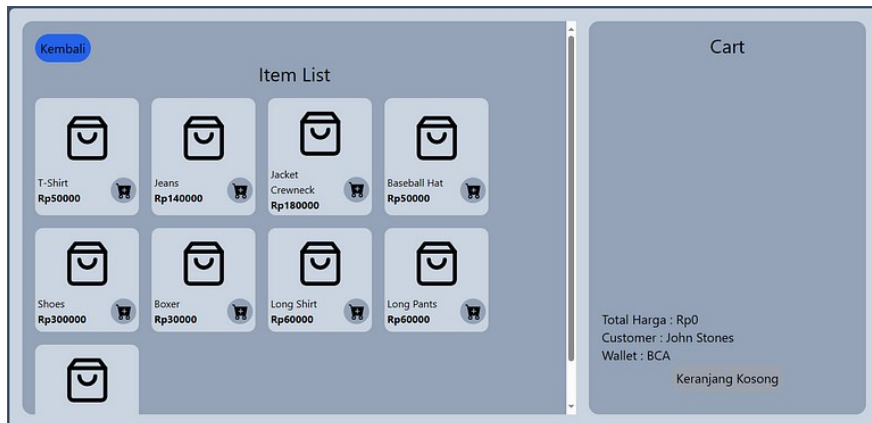 Kembali
Item List
T-Shirt
Rp50000
Jeans
Rp140000
Jacket
Crewneck
Rp180000
Baseball Hat
Rp50000
Shoes
Rp300000
Boxer
Rp30000
Long Shirt
Rp60000
Long Pants
Rp60000
Cart
Total Harga : Rp0
Customer : John Stones
Wallet : BCA
Keranjang Kosong